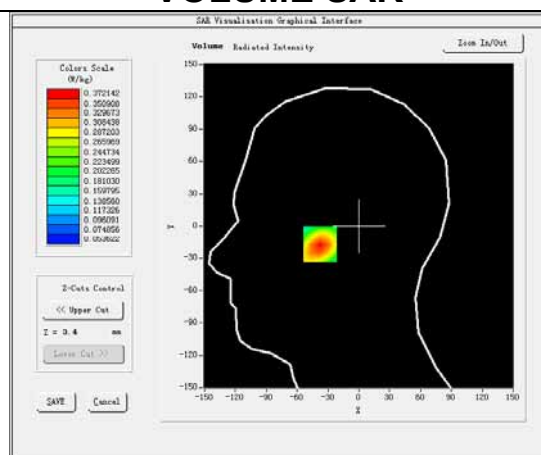 VOLUME SAR
SAR Visualisation Graphical Interface
Volume Radiated Intensity
Zoom In/Out
Colors Scale
(W/kg)
0.372142
0.350908
0.329673
0.308438
0.287203
0.265969
0.244734
0.223499
0.202265
0.181030
0.159795
0.138560
0.117326
0.096091
0.074856
0.053622
150
120
90
60
30
0
-30
-60
-90
-120
-150
Y
-150 -120 -90 -60 -30 0 30 60 90 120 150
X
Z-Cuts Control
<< Upper Cut
Z = 3.4 mm
Lower Cut >>
SAVE
Cancel